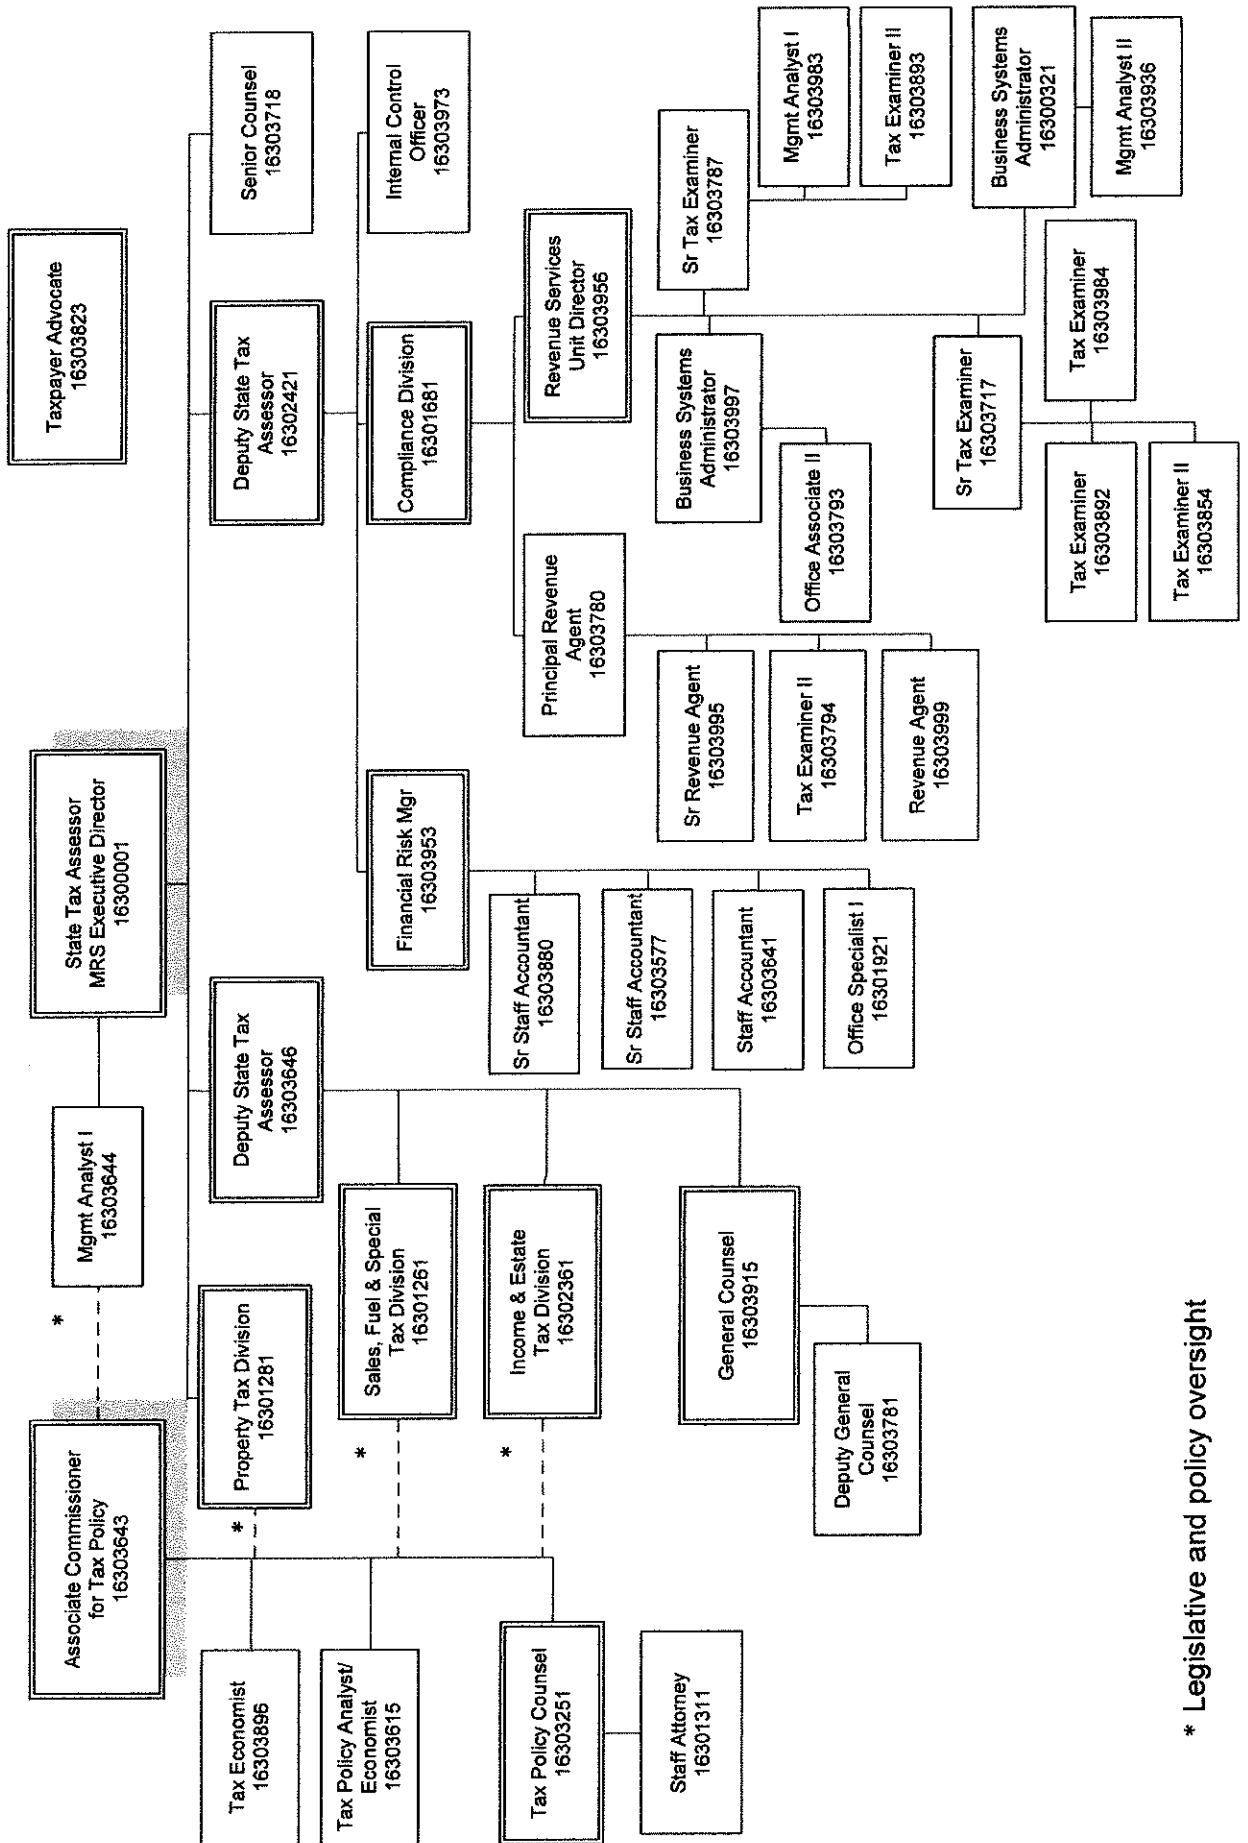 Associate Commissioner
for Tax Policy
16303643
*
Mgmt Analyst I
16303644
State Tax Assessor
MRS Executive Director
16300001
Taxpayer Advocate
16303823
Tax Economist
16303896
*
Property Tax Division
16301281
Deputy State Tax
Assessor
16303646
Deputy State Tax
Assessor
16302421
Senior Counsel
16303718
Tax Policy Analyst/
Economist
16303615
*
Sales, Fuel & Special
Tax Division
16301261
Financial Risk Mgr
16303953
Compliance Division
16301681
Internal Control
Officer
16303973
Tax Policy Counsel
16303251
*
Income & Estate
Tax Division
16302361
Sr Staff Accountant
16303880
Principal Revenue
Agent
16303780
Revenue Services
Unit Director
16303956
Staff Attorney
16301311
General Counsel
16303915
Sr Staff Accountant
16303577
Sr Revenue Agent
16303995
Business Systems
Administrator
16303997
Sr Tax Examiner
16303787
Staff Accountant
16303641
Tax Examiner II
16303794
Office Associate II
16303793
Mgmt Analyst I
16303983
Deputy General
Counsel
16303781
Office Specialist I
16301921
Revenue Agent
16303999
Tax Examiner II
16303893
Sr Tax Examiner
16303717
Business Systems
Administrator
16300321
Tax Examiner
16303892
Tax Examiner
16303984
Mgmt Analyst II
16303936
Tax Examiner II
16303854
* Legislative and policy oversight